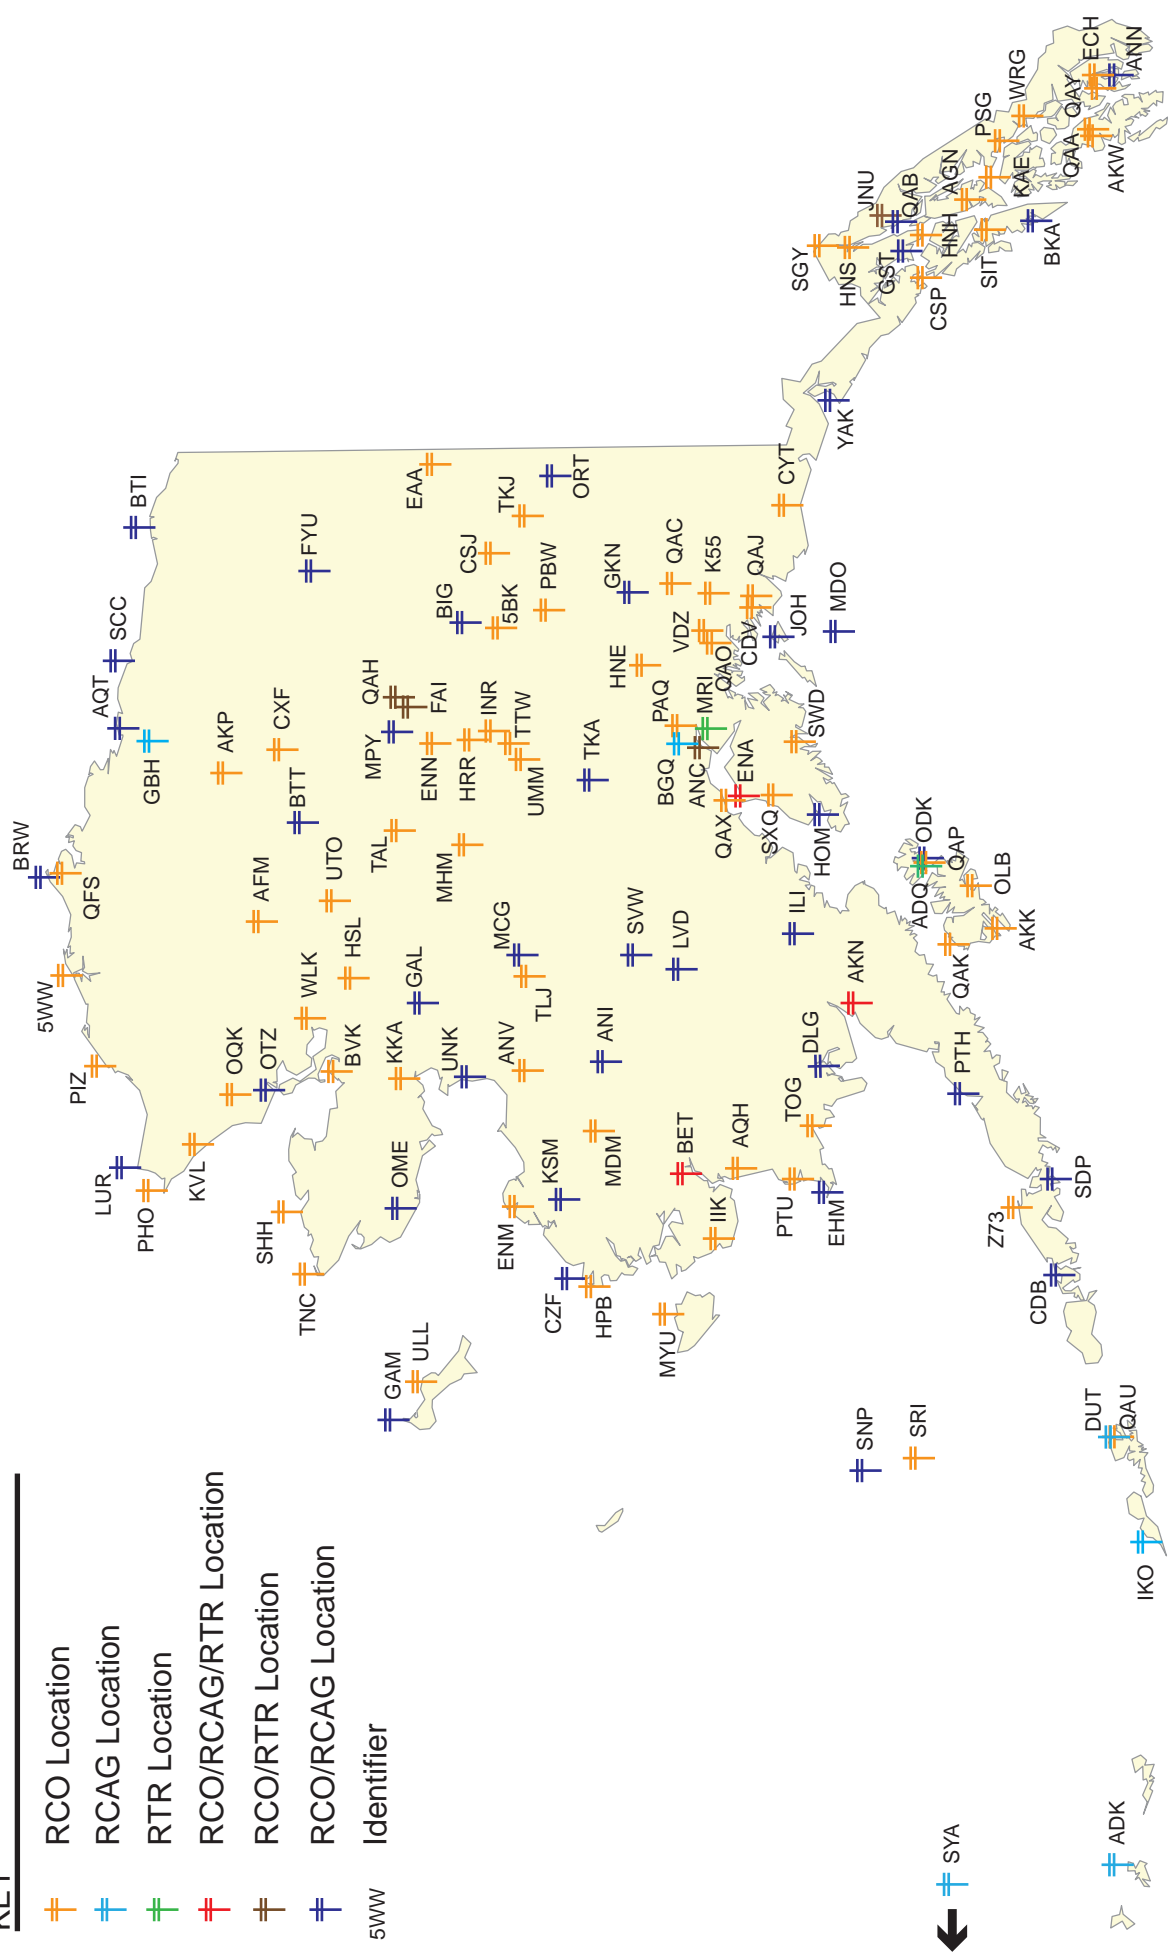 KEY
RCO Location
RCAG Location
RTR Location
RCO/RCAG/RTR Location
RCO/RTR Location
RCO/RCAG Location
5WW Identifier
BRW
QFS
5WW
PIZ
LUR
PHO
KVL
OQK
OTZ
WLK
HSL
AFM
UTO
BVK
SHH
TNC
AQT
SCC
BTI
GBH
AKP
CXF
BTT
FYU
GAM
ULL
OME
KKA
GAL
UNK
TAL
MHM
MPY
QAH
FAI
ENN
HRR
INR
TTW
UMM
BIG
CSJ
5BK
EAA
TKJ
PBW
ORT
ENM
KSM
CZF
HPB
MDM
ANV
TLJ
MCG
ANI
SVW
LVD
TKA
HNE
GKN
QAC
K55
QAJ
VDZ
QAO
CDV
JOH
MDO
CYT
MYU
IIK
BET
AQH
TOG
PTU
EHM
DLG
AKN
ILI
PAQ
BGQ
MRI
ANC
ENA
QAX
SXQ
SWD
HOM
ODK
ADQ
QAP
OLB
AKK
QAK
PTH
SDP
Z73
CDB
SNP
SRI
DUT
QAU
IKO
SYA
ADK
YAK
SGY
HNS
JNU
QAB
GST
HNH
CSP
AGN
SIT
BKA
KAE
PSG
WRG
QAA
AKW
QAY
ECH
ANN